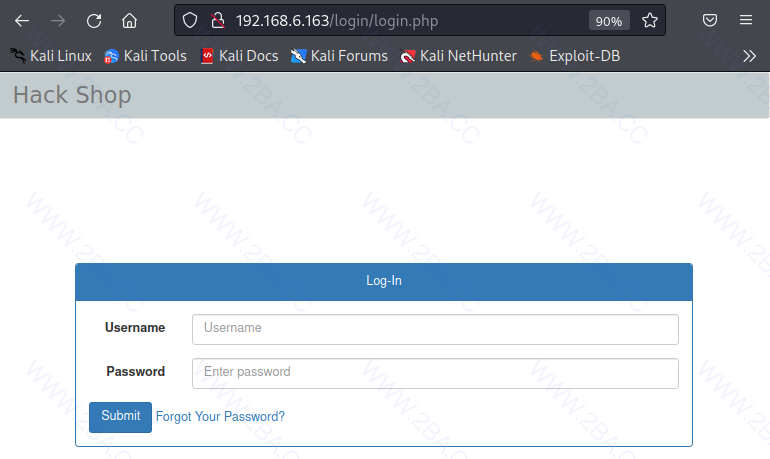 192.168.6.163/login/login.php 90%
Kali Linux Kali Tools Kali Docs Kali Forums Kali NetHunter Exploit-DB
Hack Shop
Log-In
Username Username
Password Enter password
Submit Forgot Your Password?
WWW.2BA.CC